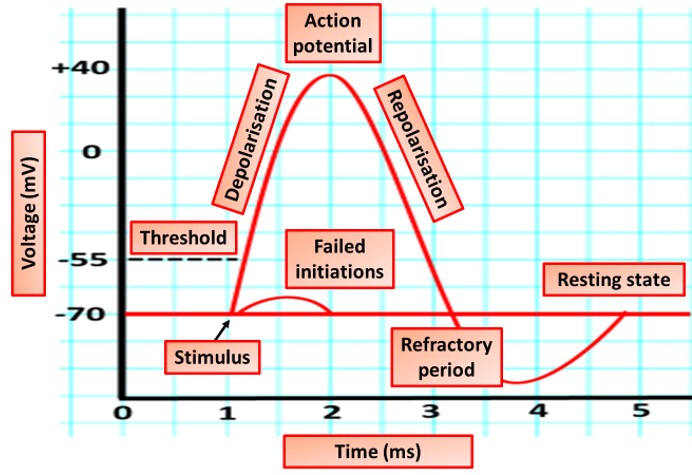 Action
potential
+40
Depolarisation
Repolarisation
Voltage (mV)
0
Threshold
-55
Failed
initiations
Resting state
-70
Stimulus
Refractory
period
0 1 2 3 4 5
Time (ms)